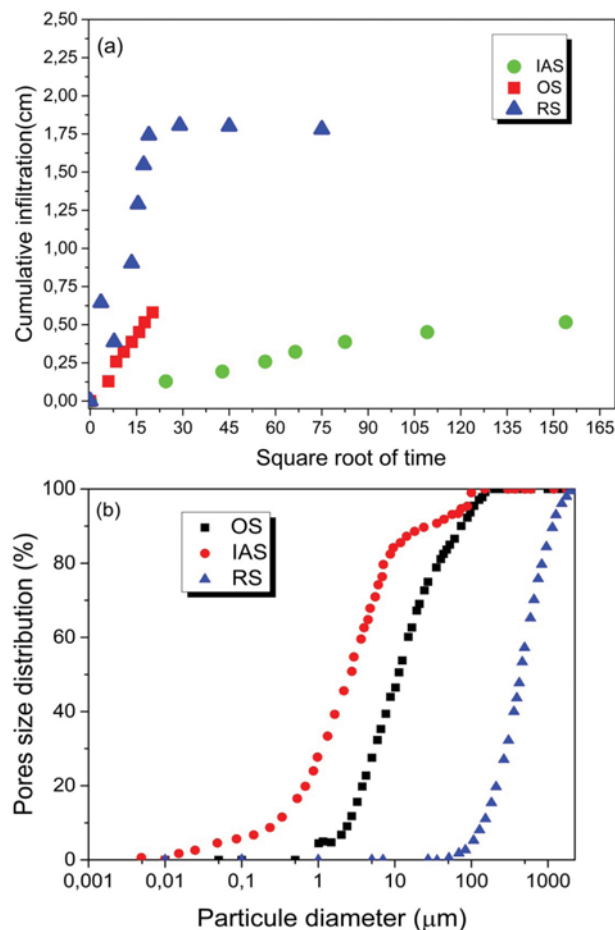 (a)
2,50
2,25
2,00
1,75
1,50
1,25
1,00
0,75
0,50
0,25
0,00
Cumulative infiltration(cm)
IAS
OS
RS
0 15 30 45 60 75 90 105 120 135 150 165
Square root of time
(b)
100
80
60
40
20
0
Pores size distribution (%)
OS
IAS
RS
0,001 0,01 0,1 1 10 100 1000
Particule diameter (μm)